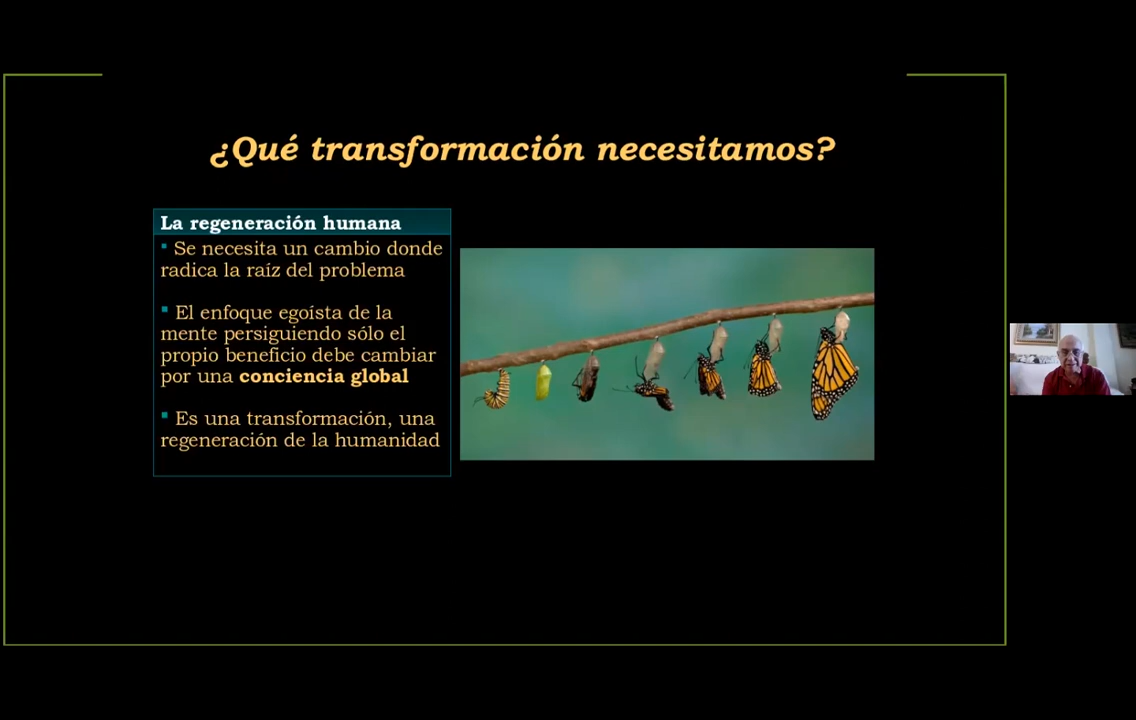 ¿Qué transformación necesitamos?
La regeneración humana
▪ Se necesita un cambio donde
radica la raíz del problema
▪ El enfoque egoísta de la
mente persiguiendo sólo el
propio beneficio debe cambiar
por una conciencia global
▪ Es una transformación, una
regeneración de la humanidad